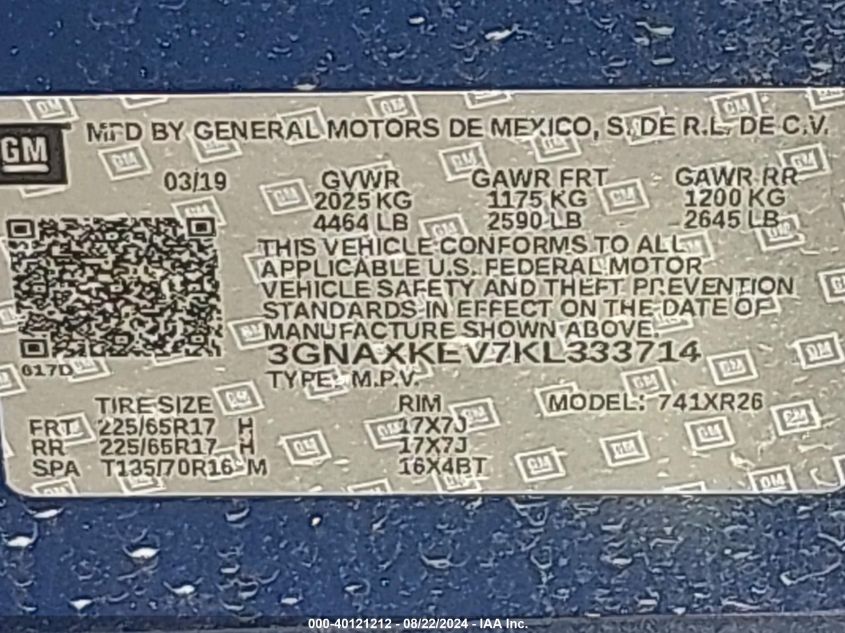 GM
MFD BY GENERAL MOTORS DE MEXICO, S. DE R.L. DE C.V.
03/19 GVWR GAWR FRT GAWR RR
2025 KG 1175 KG 1200 KG
4464 LB 2590 LB 2645 LB
THIS VEHICLE CONFORMS TO ALL
APPLICABLE U.S. FEDERAL MOTOR
VEHICLE SAFETY AND THEFT PREVENTION
STANDARDS IN EFFECT ON THE DATE OF
MANUFACTURE SHOWN ABOVE.
3GNAXKEV7KL333714
617D
TYPE: M.P.V.
TIRE SIZE RIM MODEL: 741XR26
FRT 225/65R17 H 17X7J
RR 225/65R17 H 17X7J
SPA T135/70R16 M 16X4BT
000-40121212 - 08/22/2024 - IAA Inc.